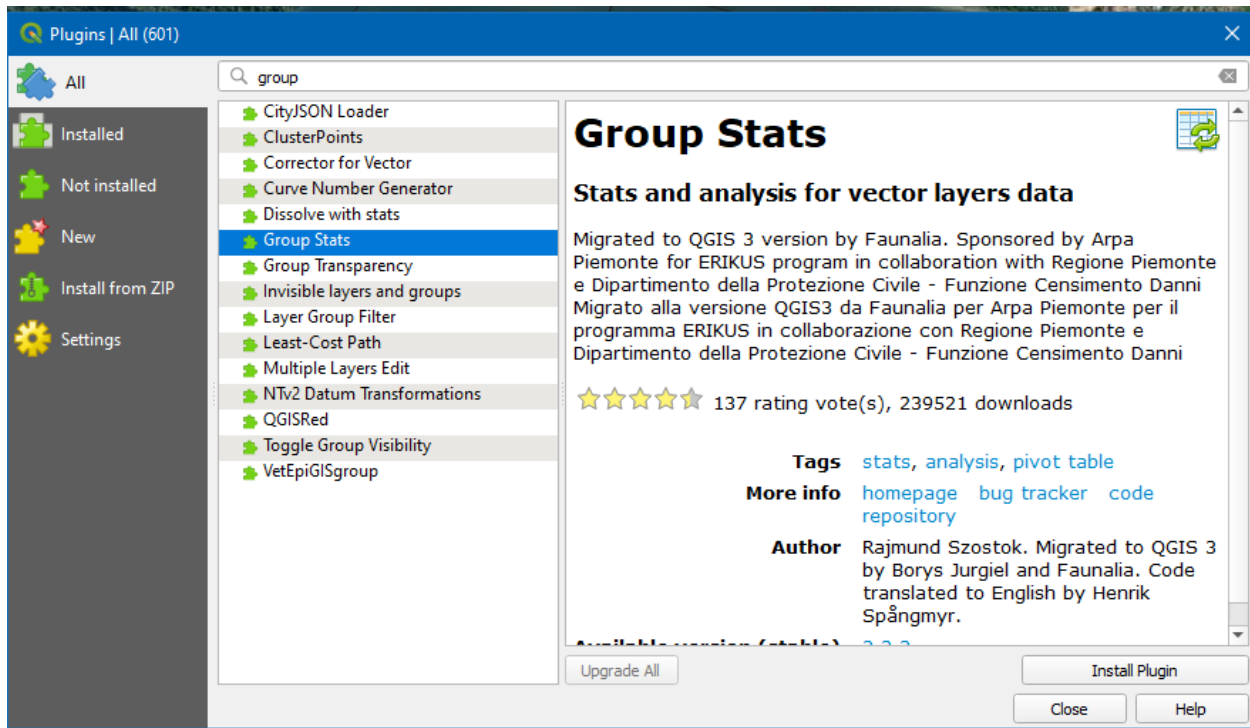 Plugins | All (601)
All
Installed
Not installed
New
Install from ZIP
Settings
group
CityJSON Loader
ClusterPoints
Corrector for Vector
Curve Number Generator
Dissolve with stats
Group Stats
Group Transparency
Invisible layers and groups
Layer Group Filter
Least-Cost Path
Multiple Layers Edit
NTv2 Datum Transformations
QGISRed
Toggle Group Visibility
VetEpiGISgroup
Group Stats
Stats and analysis for vector layers data
Migrated to QGIS 3 version by Faunalia. Sponsored by Arpa
Piemonte for ERIKUS program in collaboration with Regione Piemonte
e Dipartimento della Protezione Civile - Funzione Censimento Danni
Migrato alla versione QGIS3 da Faunalia per Arpa Piemonte per il
programma ERIKUS in collaborazione con Regione Piemonte e
Dipartimento della Protezione Civile - Funzione Censimento Danni
137 rating vote(s), 239521 downloads
Tags stats, analysis, pivot table
More info homepage bug tracker code
repository
Author Rajmund Szostok. Migrated to QGIS 3
by Borys Jurgiel and Faunalia. Code
translated to English by Henrik
Spångmyr.
Available version (stable)
Upgrade All
Install Plugin
Close Help